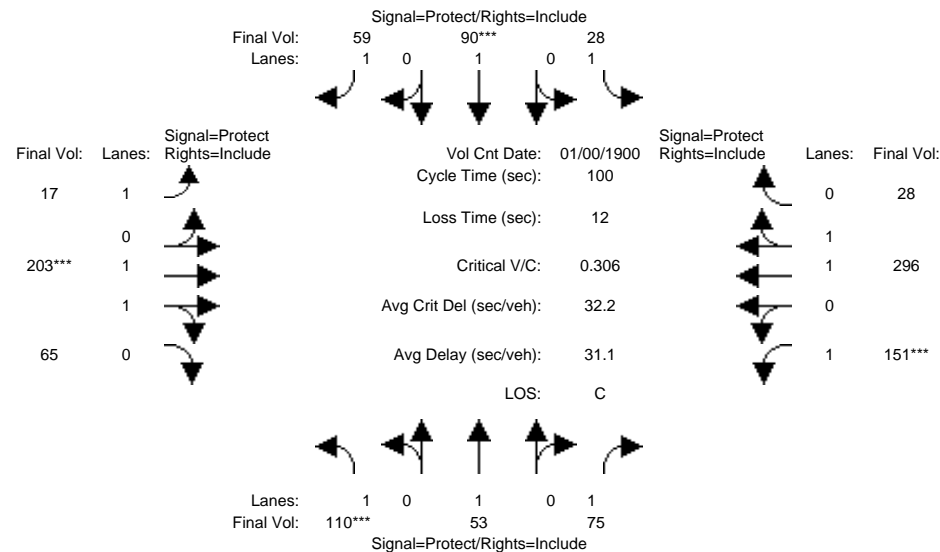 Signal=Protect/Rights=Include
Final Vol: 59 90*** 28
Lanes: 1 0 1 0 1
Signal=Protect Signal=Protect
Final Vol: Lanes: Rights=Include Vol Cnt Date: 01/00/1900 Rights=Include Lanes: Final Vol:
Cycle Time (sec): 100
17 1 0 28
Loss Time (sec): 12
0 1
203*** 1 Critical V/C: 0.306 1 296
1 Avg Crit Del (sec/veh): 32.2 0
65 0 Avg Delay (sec/veh): 31.1 1 151***
LOS: C
Lanes: 1 0 1 0 1
Final Vol: 110*** 53 75
Signal=Protect/Rights=Include